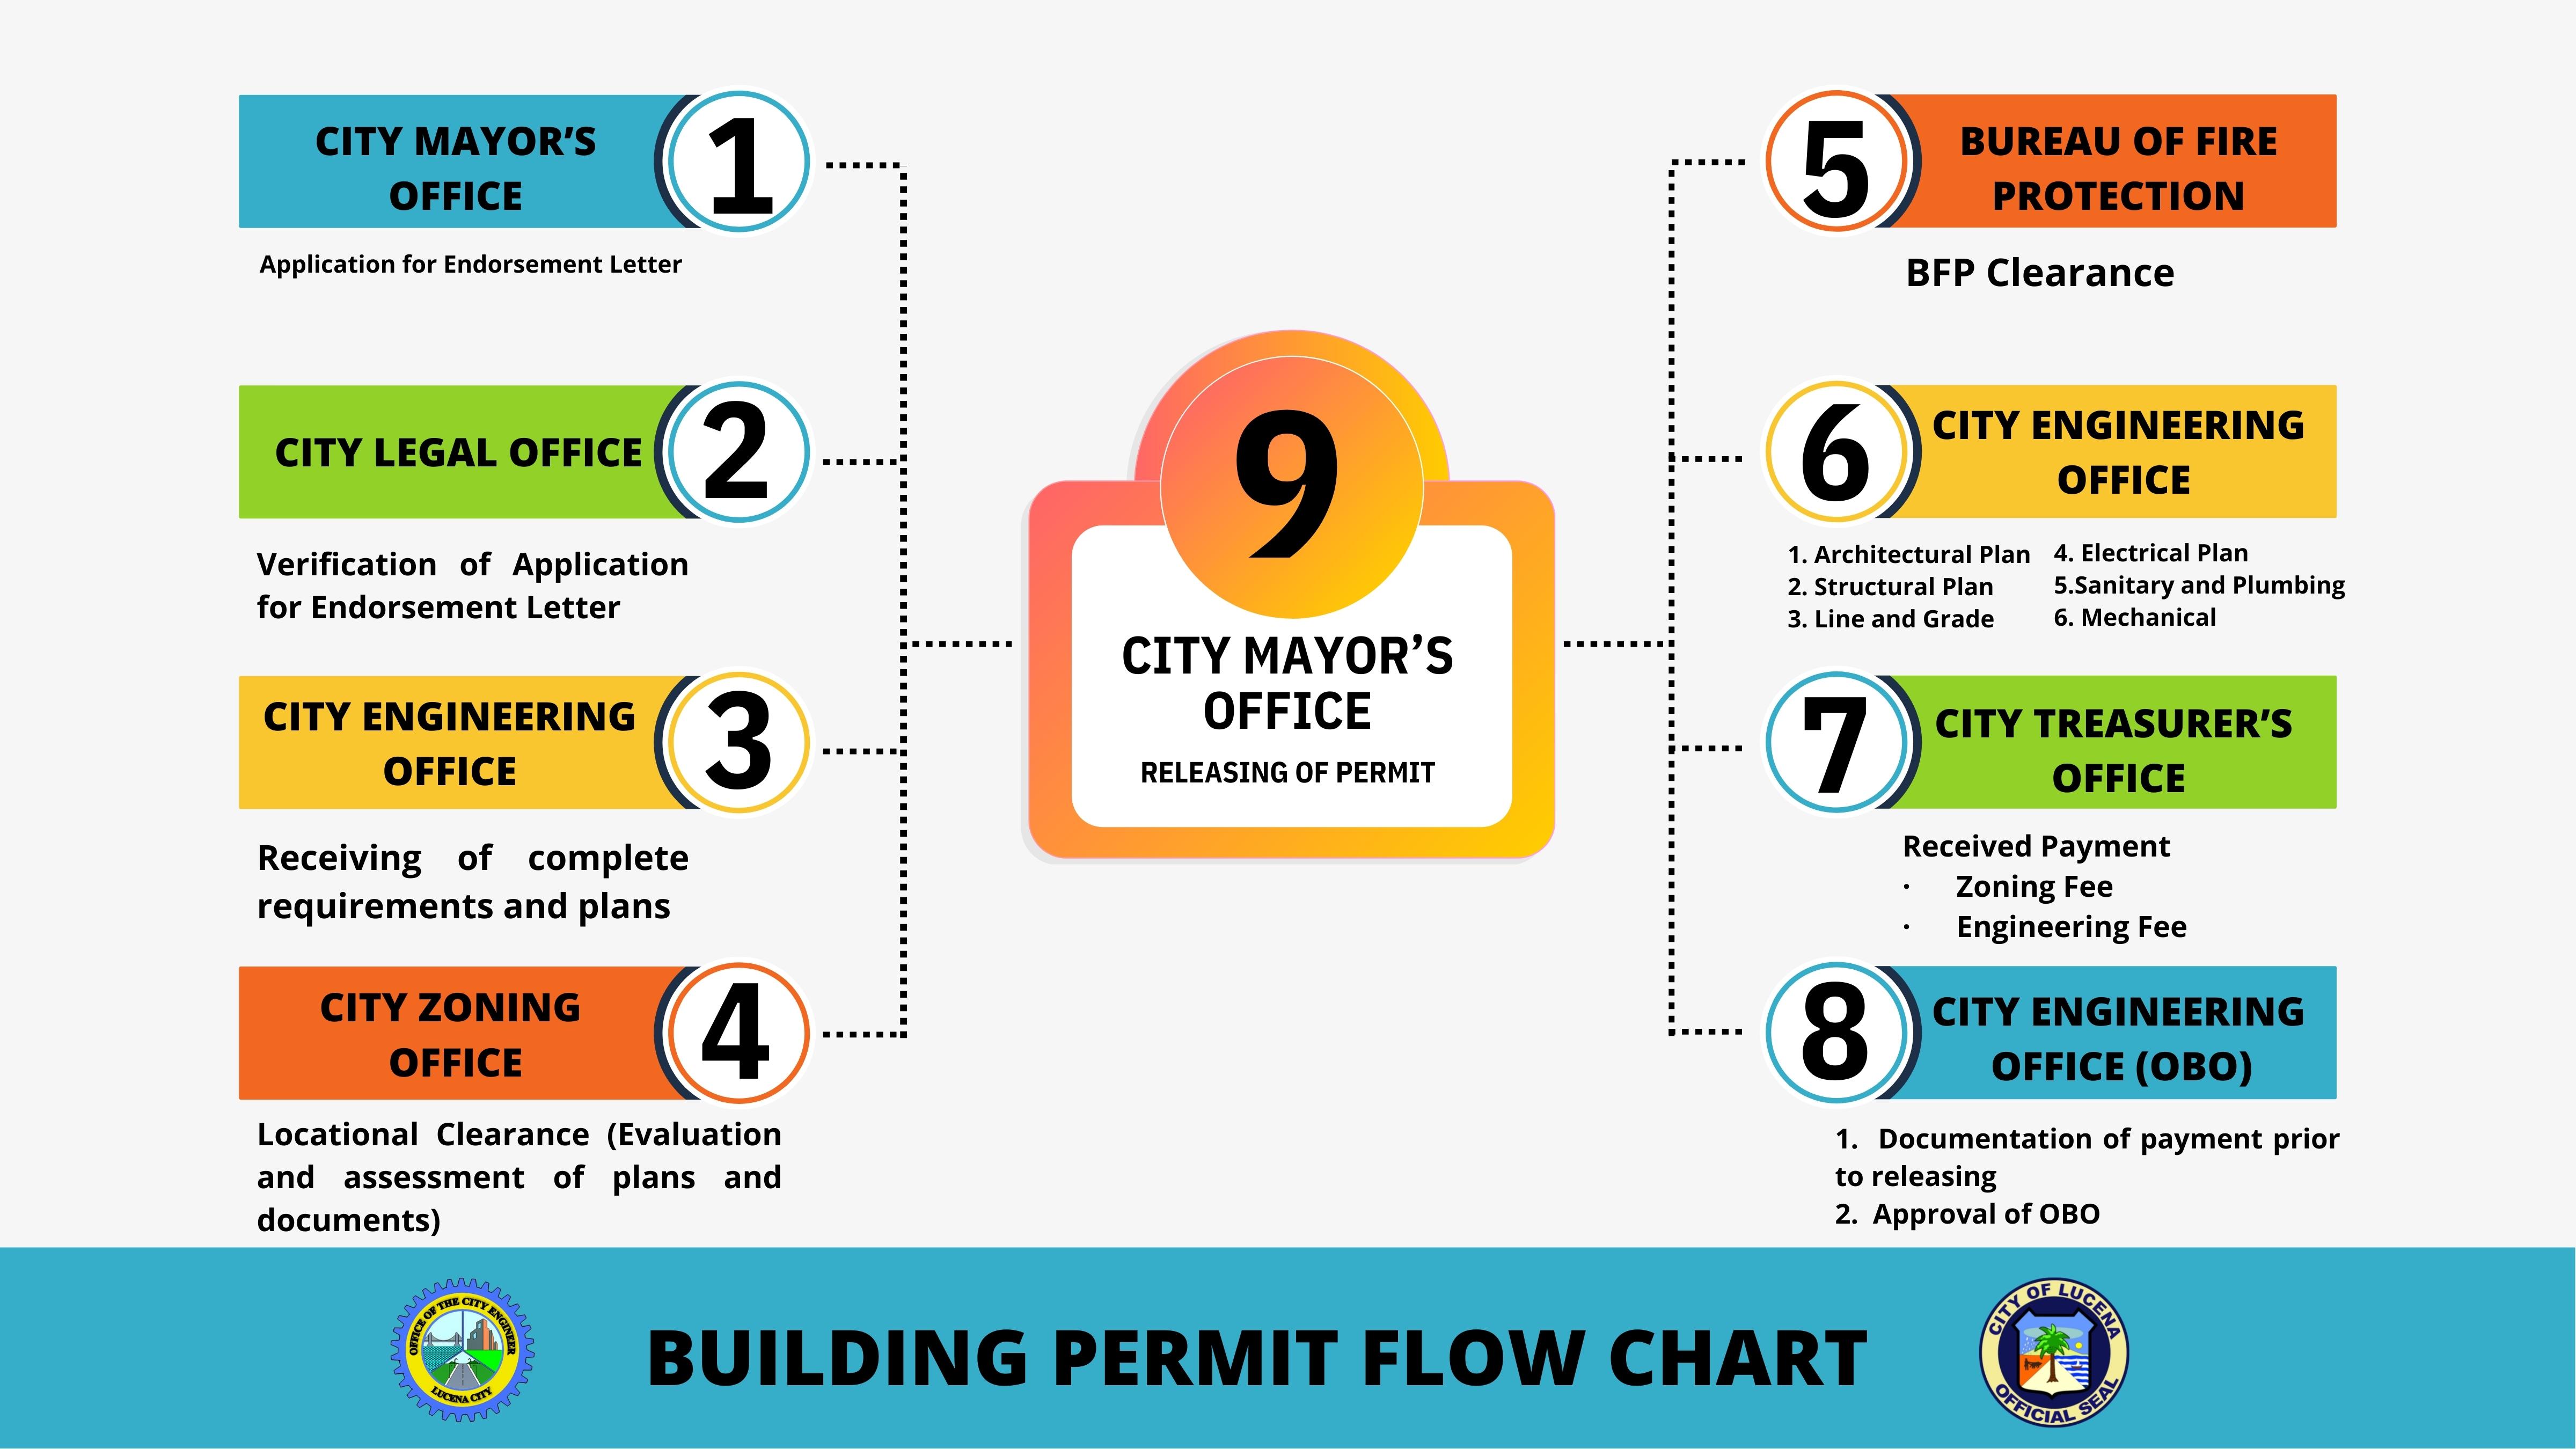 CITY MAYOR’S
OFFICE
1
Application for Endorsement Letter
CITY LEGAL OFFICE
2
Verification of Application
for Endorsement Letter
CITY ENGINEERING
OFFICE
3
Receiving of complete
requirements and plans
CITY ZONING
OFFICE
4
Locational Clearance (Evaluation
and assessment of plans and
documents)
5
BUREAU OF FIRE
PROTECTION
BFP Clearance
6
CITY ENGINEERING
OFFICE
1. Architectural Plan
2. Structural Plan
3. Line and Grade
4. Electrical Plan
5.Sanitary and Plumbing
6. Mechanical
7
CITY TREASURER’S
OFFICE
Received Payment
· Zoning Fee
· Engineering Fee
8
CITY ENGINEERING
OFFICE (OBO)
1. Documentation of payment prior
to releasing
2. Approval of OBO
9
CITY MAYOR’S
OFFICE
RELEASING OF PERMIT
OFFICE OF THE CITY ENGINEER
LUCENA CITY
BUILDING PERMIT FLOW CHART
CITY OF LUCENA
OFFICIAL SEAL